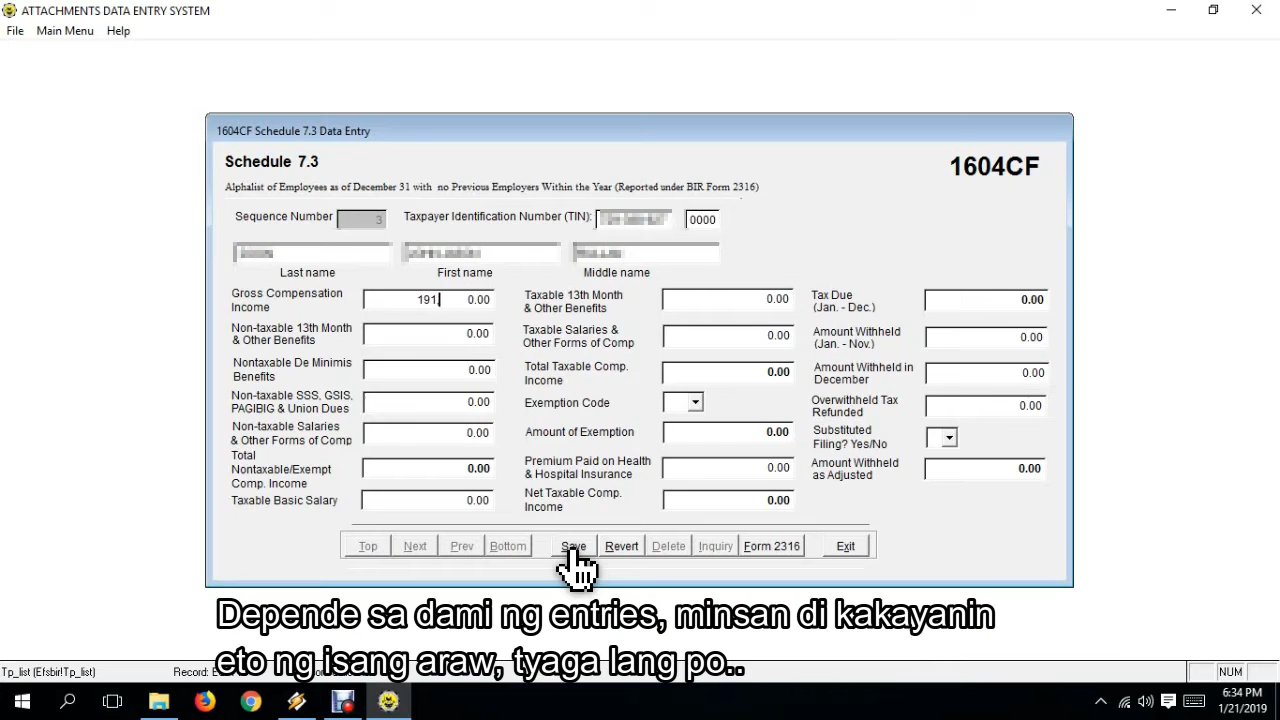 ATTACHMENTS DATA ENTRY SYSTEM
File Main Menu Help
1604CF Schedule 7.3 Data Entry
Schedule 7.3
1604CF
Alphalist of Employees as of December 31 with no Previous Employers Within the Year (Reported under BIR Form 2316)
Sequence Number 3 Taxpayer Identification Number (TIN): 0000
Last name First name Middle name
Gross Compensation
Income
191 0.00
Non-taxable 13th Month
& Other Benefits
0.00
Nontaxable De Minimis
Benefits
0.00
Non-taxable SSS, GSIS,
PAGIBIG & Union Dues
0.00
Non-taxable Salaries
& Other Forms of Comp
0.00
Total
Nontaxable/Exempt
Comp. Income
0.00
Taxable Basic Salary 0.00
Taxable 13th Month
& Other Benefits
0.00
Taxable Salaries &
Other Forms of Comp
0.00
Total Taxable Comp.
Income
0.00
Exemption Code
Amount of Exemption 0.00
Premium Paid on Health
& Hospital Insurance
0.00
Net Taxable Comp.
Income
0.00
Tax Due
(Jan. - Dec.)
0.00
Amount Withheld
(Jan. - Nov.)
0.00
Amount Withheld in
December
0.00
Overwithheld Tax
Refunded
0.00
Substituted
Filing? Yes/No
Amount Withheld
as Adjusted
0.00
Top Next Prev Bottom Save Revert Delete Inquiry Form 2316 Exit
Depende sa dami ng entries, minsan di kakayanin
eto ng isang araw, tyaga lang po..
Tp_list (Efsbir!Tp_list) Record: NUM
6:34 PM
1/21/2019